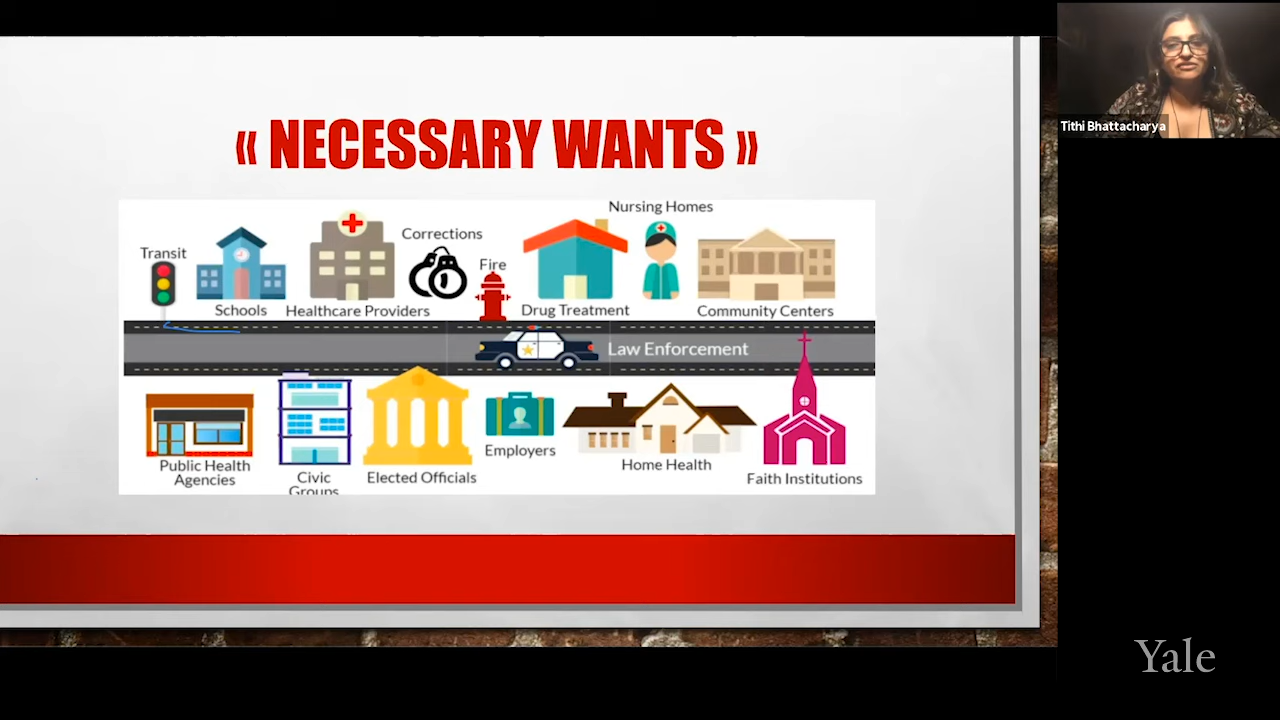 « NECESSARY WANTS »
Nursing Homes
Corrections
Transit
Fire
Schools
Healthcare Providers
Drug Treatment
Community Centers
Law Enforcement
Public Health
Agencies
Civic
Groups
Elected Officials
Employers
Home Health
Faith Institutions
Tithi Bhattacharya
Yale